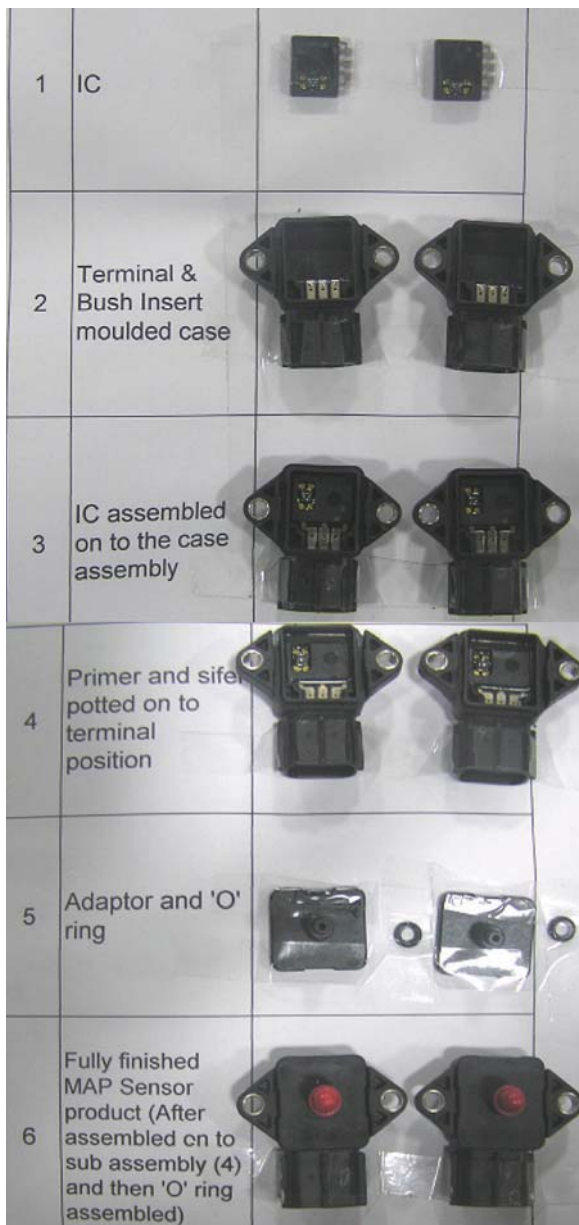 1
IC
2
Terminal &
Bush Insert
moulded case
3
IC assembled
on to the case
assembly
4
Primer and sifel
potted on to
terminal
position
5
Adaptor and 'O'
ring
6
Fully finished
MAP Sensor
product (After
assembled on to
sub assembly (4)
and then 'O' ring
assembled)